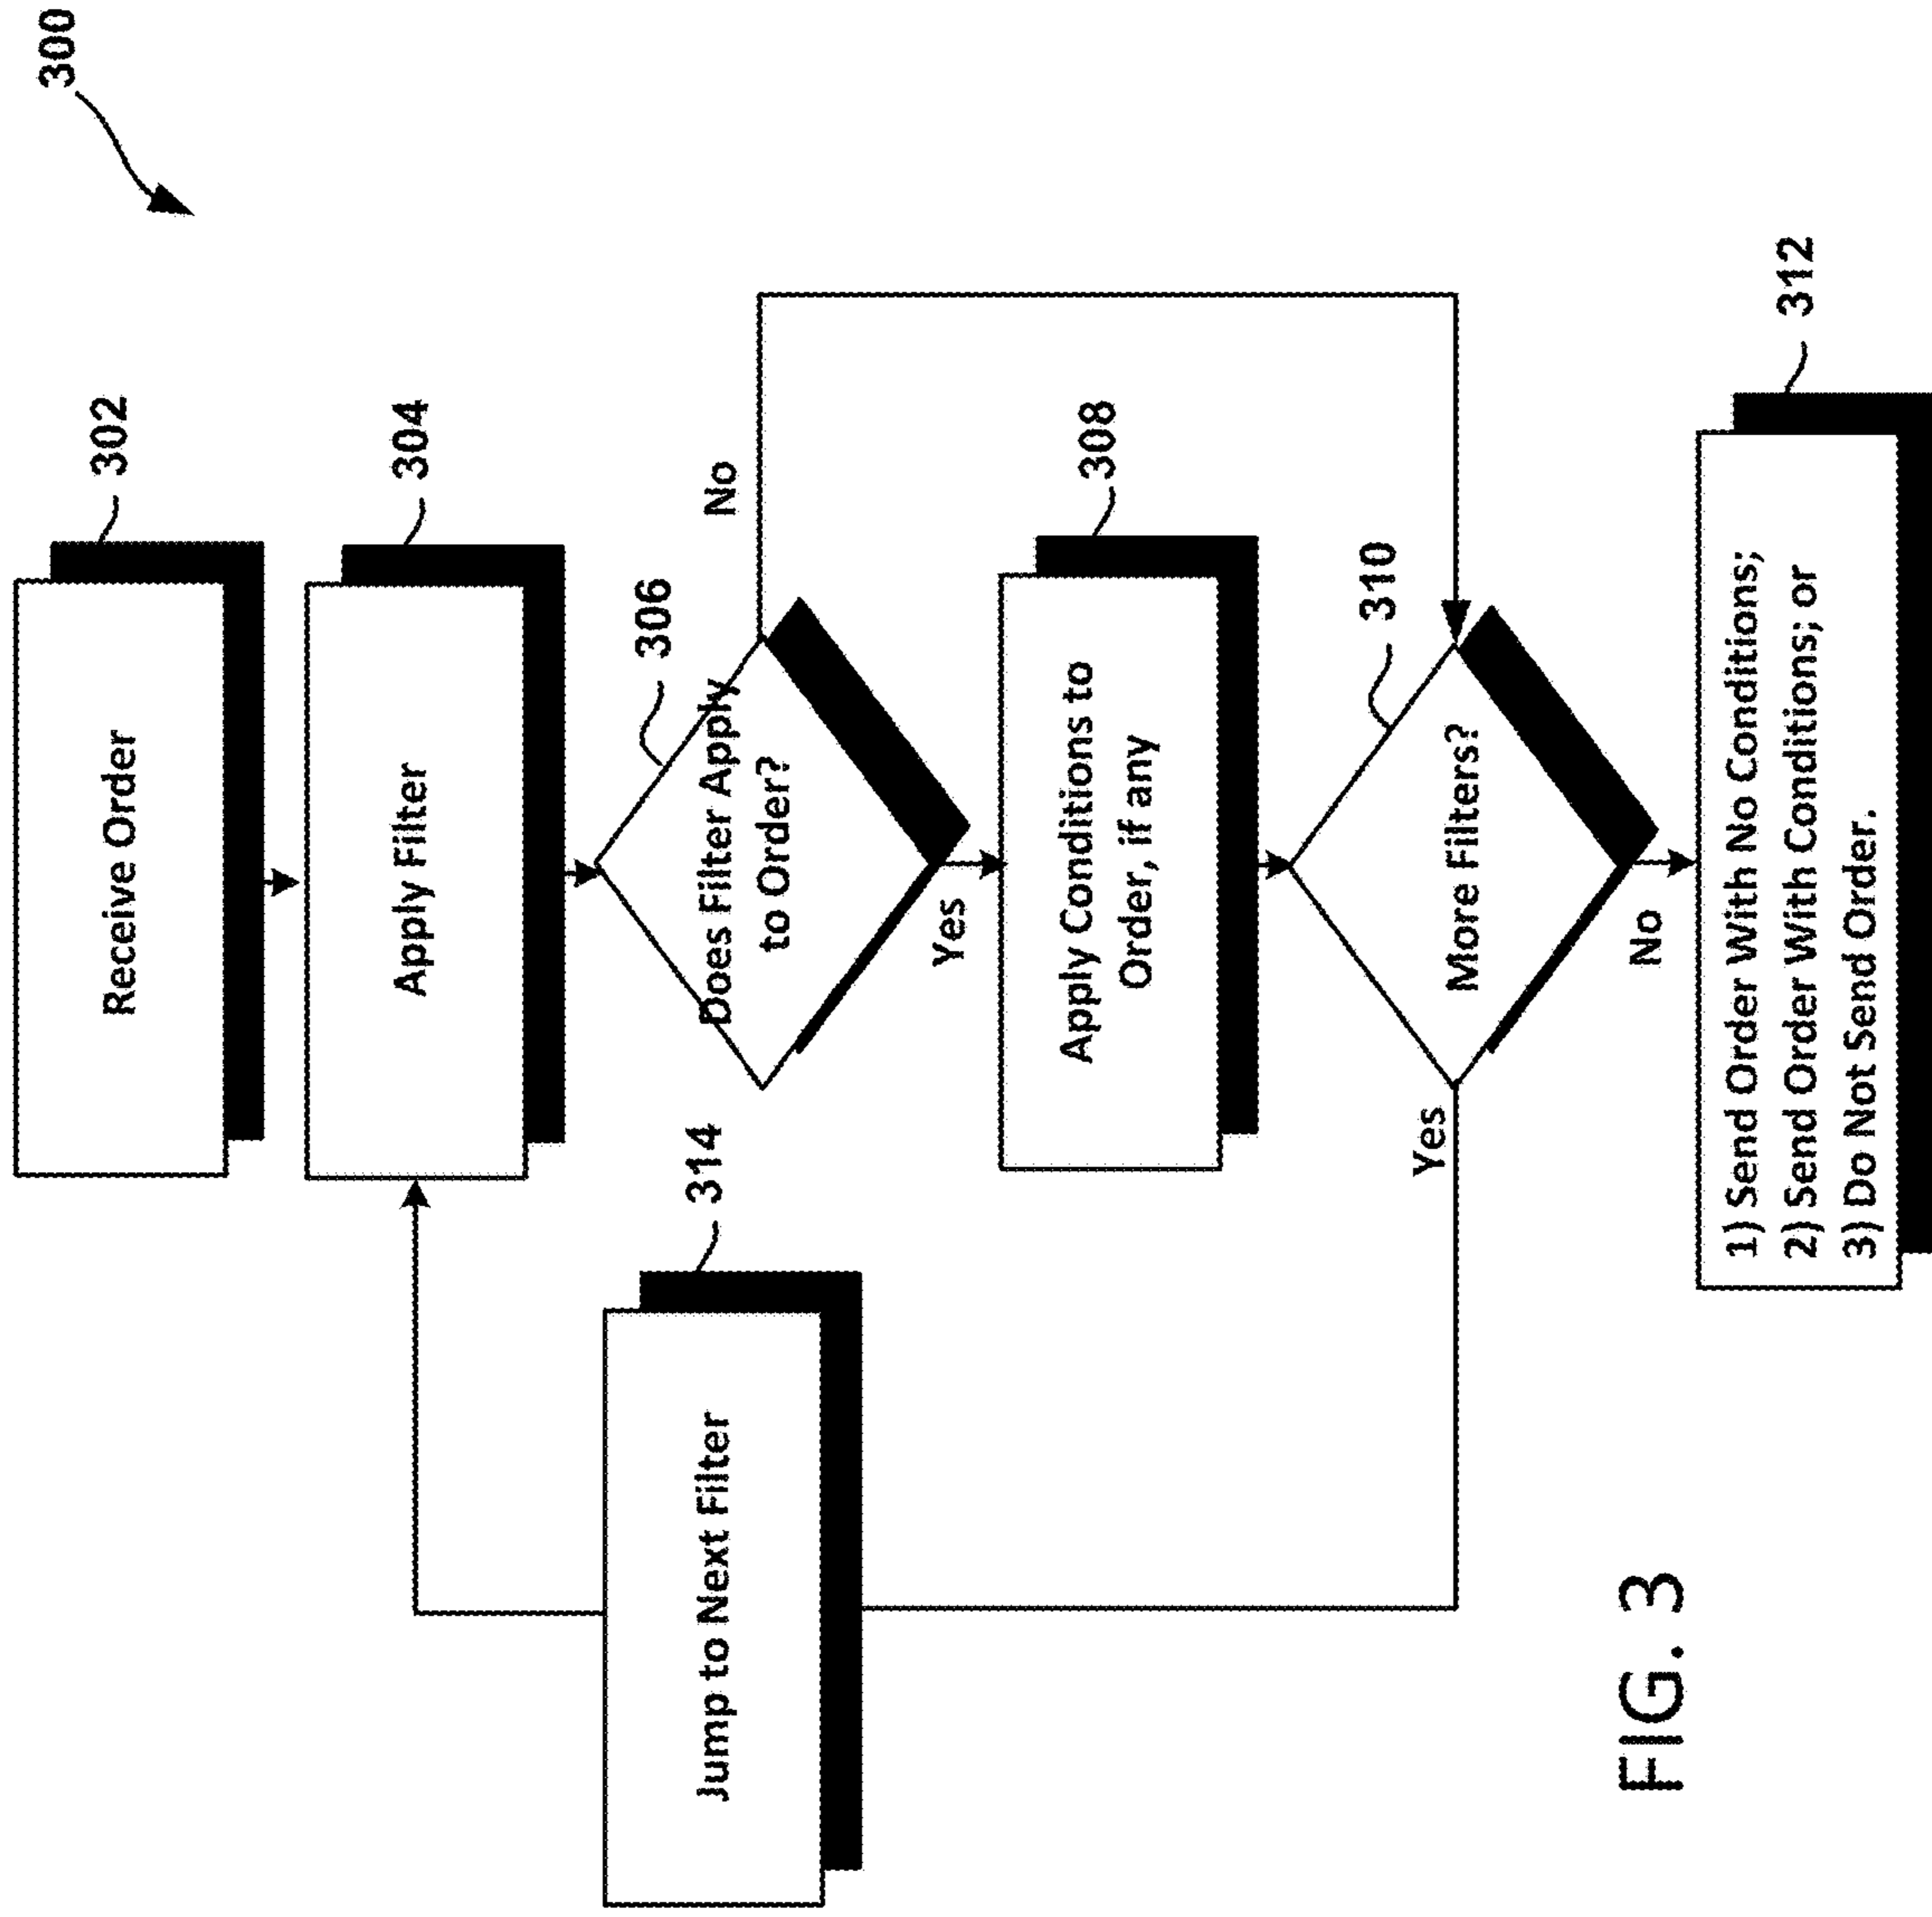 300
Receive Order
302
Apply Filter
304
306
Does Filter Apply
to Order?
No
Yes
Apply Conditions to
Order, if any
308
310
More Filters?
Yes
No
Jump to Next Filter
314
1) Send Order With No Conditions;
2) Send Order With Conditions; or
3) Do Not Send Order.
312
FIG. 3